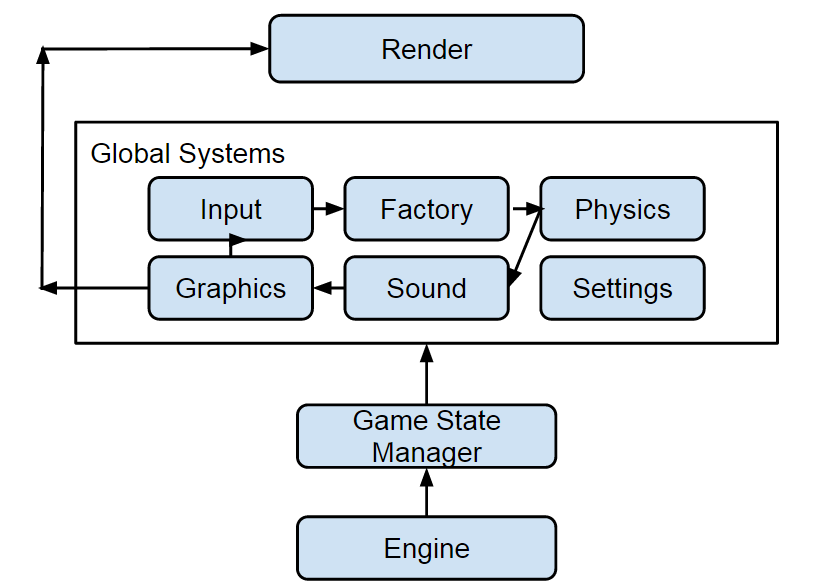 Render
Global Systems
Input
Factory
Physics
Graphics
Sound
Settings
Game State
Manager
Engine